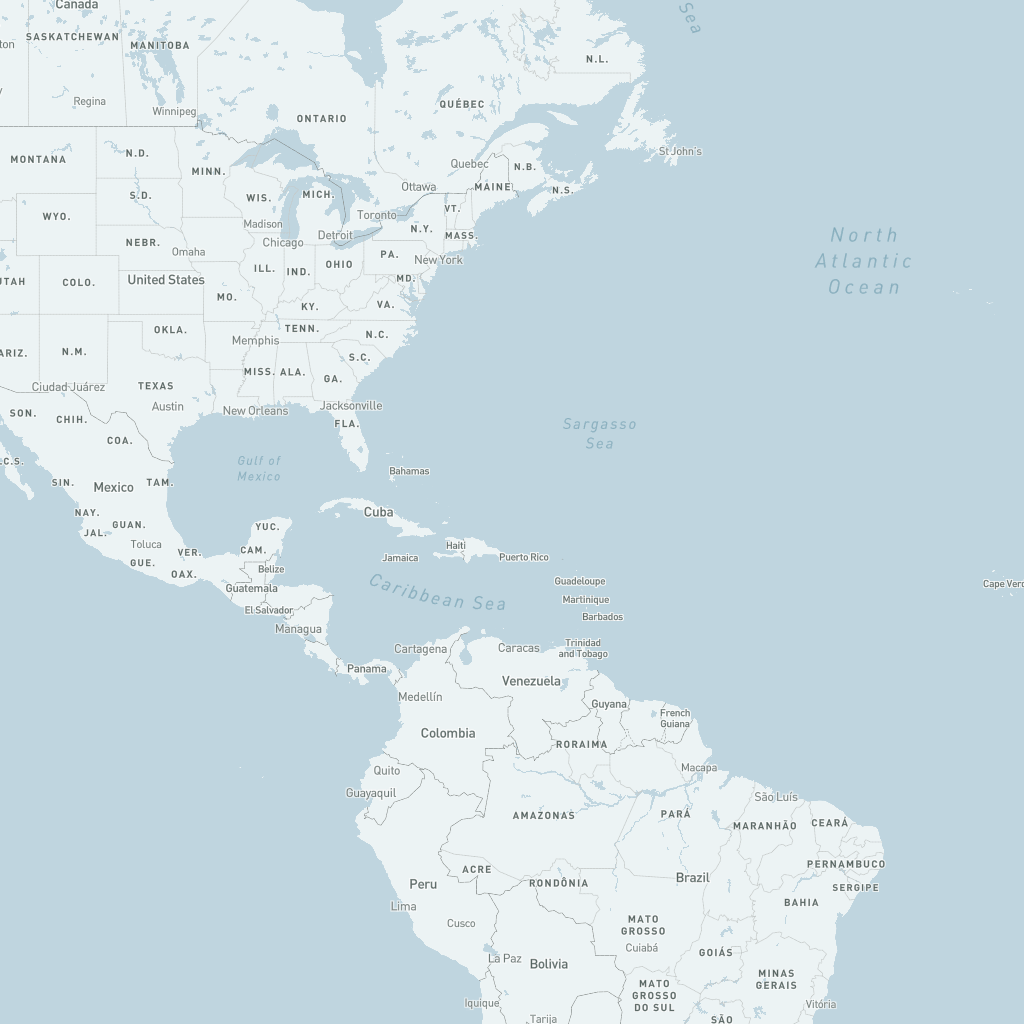 Canada
Sea
SASKATCHEWAN
MANITOBA
ton
N.L.
Regina
Winnipeg
QUÉBEC
ONTARIO
St John's
MONTANA
N.D.
MINN.
Quebec
N.B.
Ottawa
MAINE
N.S.
S.D.
WIS.
MICH.
WYO.
VT.
Toronto
Madison
Detroit
N.Y.
MASS.
North
Atlantic
Ocean
NEBR.
Omaha
Chicago
PA.
New York
OHIO
ILL.
IND.
MD.
UTAH
COLO.
United States
MO.
KY.
VA.
OKLA.
TENN.
N.C.
Memphis
ARIZ.
N.M.
S.C.
MISS.
ALA.
GA.
Ciudad Juárez
TEXAS
Austin
New Orleans
Jacksonville
SON.
CHIH.
FLA.
Sargasso
Sea
COA.
Gulf of
Mexico
.C.S.
Bahamas
SIN.
Mexico
TAM.
NAY.
Cuba
GUAN.
YUC.
JAL.
Toluca
VER.
CAM.
Haiti
Jamaica
Puerto Rico
GUE.
OAX.
Belize
Guatemala
Caribbean Sea
Guadeloupe
Cape Verd
Martinique
El Salvador
Barbados
Managua
Cartagena
Caracas
Trinidad
and Tobago
Panama
Venezuela
Medellín
Guyana
French
Guiana
Colombia
RORAIMA
Quito
Macapa
Guayaquil
São Luís
AMAZONAS
PARÁ
MARANHÃO
CEARÁ
PERNAMBUCO
ACRE
Peru
RONDÔNIA
Brazil
SERGIPE
BAHIA
Lima
Cusco
MATO
GROSSO
Cuiabá
GOIÁS
La Paz
Bolivia
MINAS
GERAIS
MATO
GROSSO
DO SUL
Iquique
Vitória
Tarija
SÃO